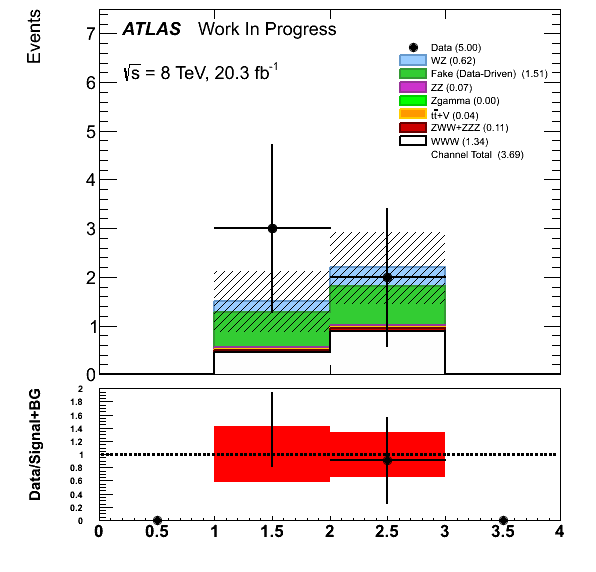 Events
7
6
5
4
3
2
1
0
ATLAS Work In Progress
√s = 8 TeV, 20.3 fb⁻¹
Data (5.00)
WZ (0.62)
Fake (Data-Driven) (1.51)
ZZ (0.07)
Zgamma (0.00)
tt̄+V (0.04)
ZWW+ZZZ (0.11)
WWW (1.34)
Channel Total (3.69)
Data/Signal+BG
2
1.8
1.6
1.4
1.2
1
0.8
0.6
0.4
0.2
0
0 0.5 1 1.5 2 2.5 3 3.5 4